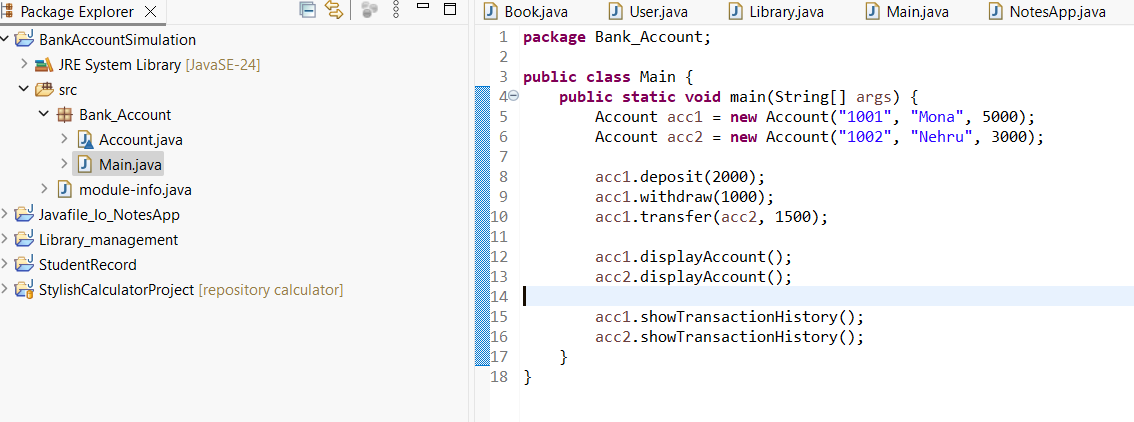 Package Explorer
BankAccountSimulation
JRE System Library [JavaSE-24]
src
Bank_Account
Account.java
Main.java
module-info.java
Javafile_Io_NotesApp
Library_management
StudentRecord
StylishCalculatorProject [repository calculator]
Book.java User.java Library.java Main.java NotesApp.java
1 package Bank_Account;
2
3 public class Main {
4 public static void main(String[] args) {
5 Account acc1 = new Account("1001", "Mona", 5000);
6 Account acc2 = new Account("1002", "Nehru", 3000);
7
8 acc1.deposit(2000);
9 acc1.withdraw(1000);
10 acc1.transfer(acc2, 1500);
11
12 acc1.displayAccount();
13 acc2.displayAccount();
14
15 acc1.showTransactionHistory();
16 acc2.showTransactionHistory();
17 }
18 }